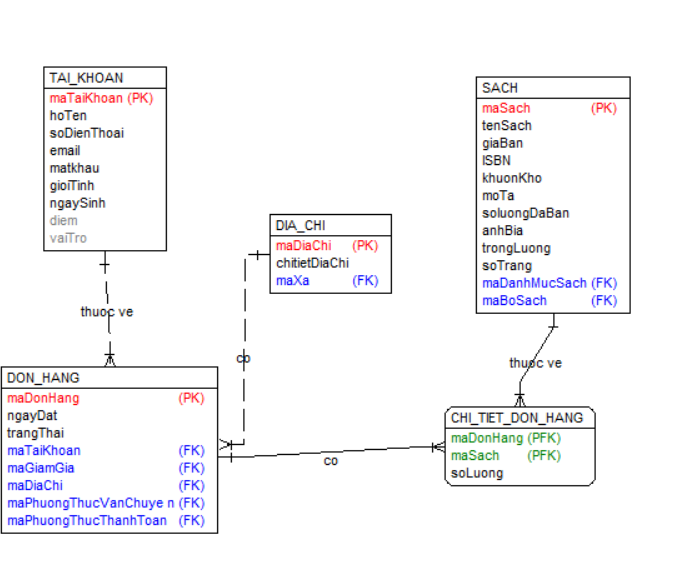 TAI_KHOAN
maTaiKhoan (PK)
hoTen
soDienThoai
email
matkhau
gioiTinh
ngaySinh
diem
vaiTro
SACH
maSach (PK)
tenSach
giaBan
ISBN
khuonKho
moTa
soluongDaBan
anhBia
trongLuong
soTrang
maDanhMucSach (FK)
maBoSach (FK)
DIA_CHI
maDiaChi (PK)
chitietDiaChi
maXa (FK)
thuoc ve
co
thuoc ve
DON_HANG
maDonHang (PK)
ngayDat
trangThai
maTaiKhoan (FK)
maGiamGia (FK)
maDiaChi (FK)
maPhuongThucVanChuye n (FK)
maPhuongThucThanhToan (FK)
co
CHI_TIET_DON_HANG
maDonHang (PFK)
maSach (PFK)
soLuong